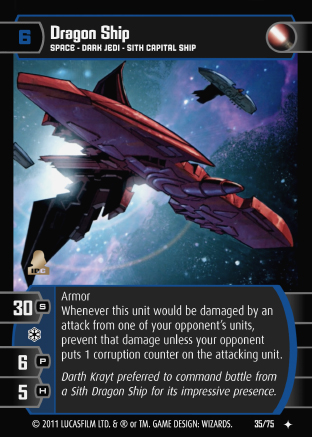 6
Dragon Ship
SPACE - DARK JEDI - SITH CAPITAL SHIP
IDC
30 S
6 P
5 H
Armor
Whenever this unit would be damaged by an
attack from one of your opponent's units,
prevent that damage unless your opponent
puts 1 corruption counter on the attacking unit.
Darth Krayt preferred to command battle from
a Sith Dragon Ship for its impressive presence.
© 2011 LUCASFILM LTD. & ® or TM. GAME DESIGN: WIZARDS. 35/75